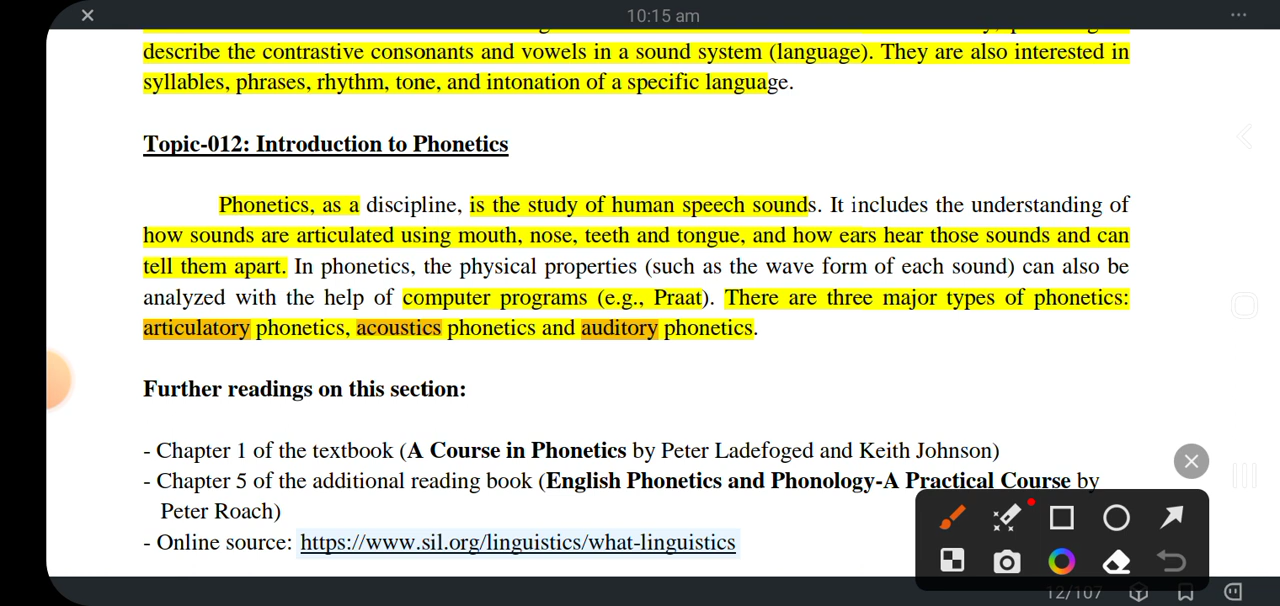 10:15 am
describe the contrastive consonants and vowels in a sound system (language). They are also interested in
syllables, phrases, rhythm, tone, and intonation of a specific language.
Topic-012: Introduction to Phonetics
Phonetics, as a discipline, is the study of human speech sounds. It includes the understanding of
how sounds are articulated using mouth, nose, teeth and tongue, and how ears hear those sounds and can
tell them apart. In phonetics, the physical properties (such as the wave form of each sound) can also be
analyzed with the help of computer programs (e.g., Praat). There are three major types of phonetics:
articulatory phonetics, acoustics phonetics and auditory phonetics.
Further readings on this section:
- Chapter 1 of the textbook (A Course in Phonetics by Peter Ladefoged and Keith Johnson)
- Chapter 5 of the additional reading book (English Phonetics and Phonology-A Practical Course by
Peter Roach)
- Online source: https://www.sil.org/linguistics/what-linguistics
12/107